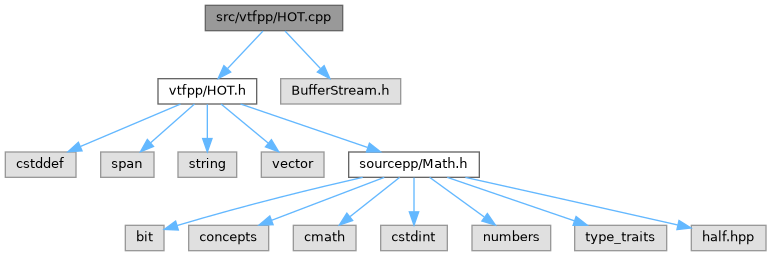 src/vtfpp/HOT.cpp
vtfpp/HOT.h
BufferStream.h
cstddef
span
string
vector
sourcepp/Math.h
bit
concepts
cmath
cstdint
numbers
type_traits
half.hpp